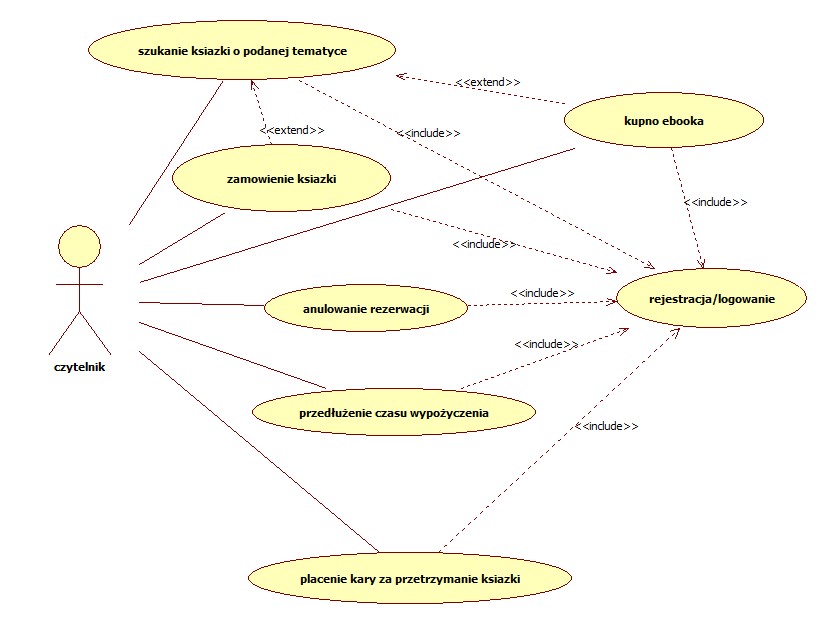 szukanie ksiazki o podanej tematyce
<<extend>>
kupno ebooka
<<extend>>
<<include>>
zamowienie ksiazki
<<include>>
<<include>>
anulowanie rezerwacji
<<include>>
rejestracja/logowanie
<<include>>
czytelnik
przedłużenie czasu wypożyczenia
<<include>>
placenie kary za przetrzymanie ksiazki